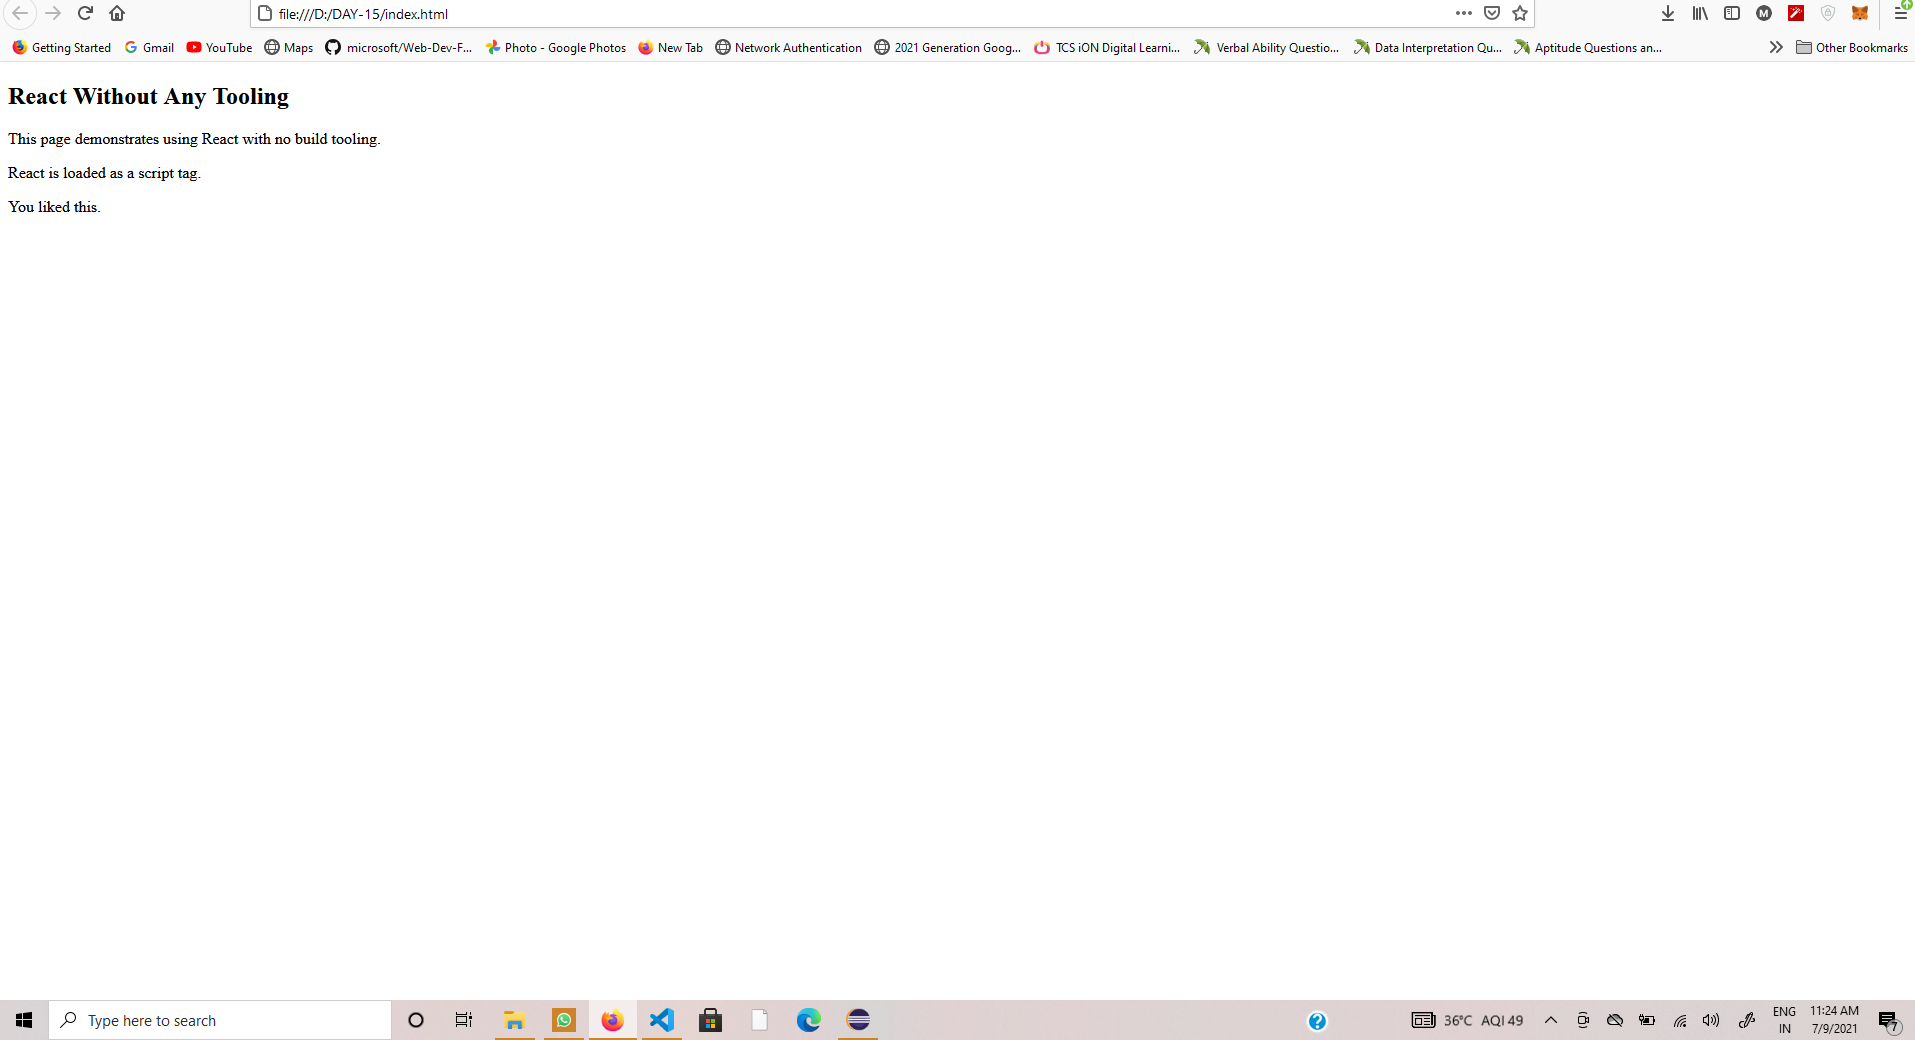 file:///D:/DAY-15/index.html
M
Getting Started
Gmail
YouTube
Maps
microsoft/Web-Dev-F...
Photo - Google Photos
New Tab
Network Authentication
2021 Generation Goog...
TCS iON Digital Learni...
Verbal Ability Questio...
Data Interpretation Qu...
Aptitude Questions an...
Other Bookmarks
React Without Any Tooling
This page demonstrates using React with no build tooling.
React is loaded as a script tag.
You liked this.
Type here to search
36°C AQI 49
ENG
IN
11:24 AM
7/9/2021
7